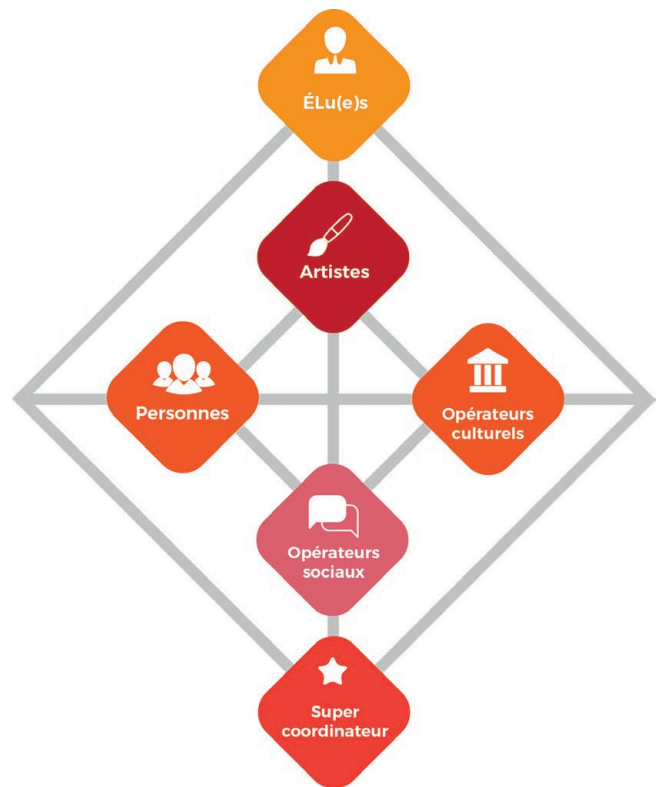 ÉLu(e)s
Artistes
Personnes
Opérateurs
culturels
Opérateurs
sociaux
Super
coordinateur